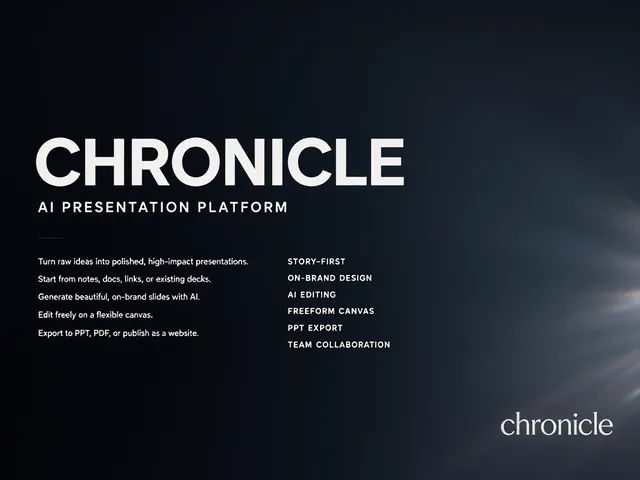 CHRONICLE
AI PRESENTATION PLATFORM
Turn raw ideas into polished, high-impact presentations.
Start from notes, docs, links, or existing decks.
Generate beautiful, on-brand slides with AI.
Edit freely on a flexible canvas.
Export to PPT, PDF, or publish as a website.
STORY-FIRST
ON-BRAND DESIGN
AI EDITING
FREEFORM CANVAS
PPT EXPORT
TEAM COLLABORATION
chronicle